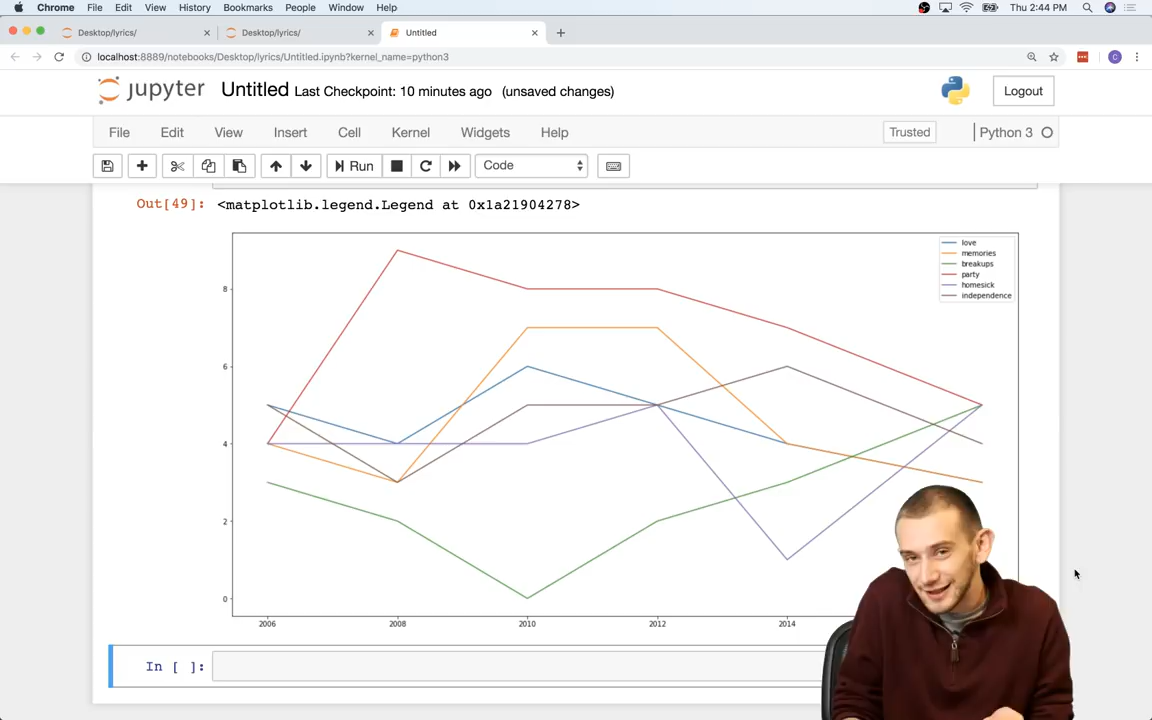 Chrome File Edit View History Bookmarks People Window Help Thu 2:44 PM
Desktop/lyrics/ Desktop/lyrics/ Untitled
localhost:8889/notebooks/Desktop/lyrics/Untitled.ipynb?kernel_name=python3 C
jupyter Untitled Last Checkpoint: 10 minutes ago (unsaved changes) Logout
File Edit View Insert Cell Kernel Widgets Help Trusted Python 3
Run Code
Out[49]: <matplotlib.legend.Legend at 0x1a21904278>
love
memories
breakups
party
homesick
independence
8
6
4
2
0
2006 2008 2010 2012 2014
In [ ]: